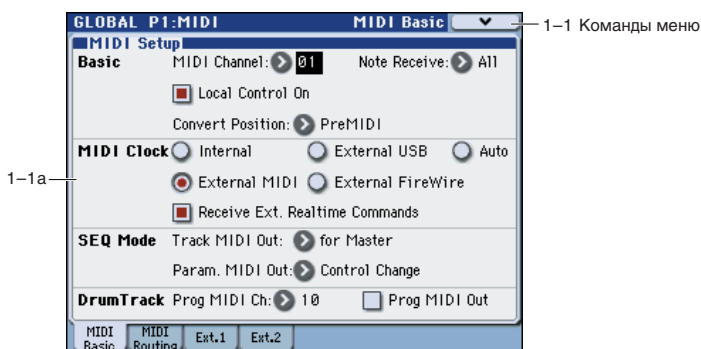 GLOBAL P1:MIDI MIDI Basic
1–1 Команды меню
MIDI Setup
Basic MIDI Channel: 01 Note Receive: All
Local Control On
Convert Position: PreMIDI
MIDI Clock Internal External USB Auto
1–1a
External MIDI External FireWire
Receive Ext. Realtime Commands
SEQ Mode Track MIDI Out: for Master
Param. MIDI Out: Control Change
DrumTrack Prog MIDI Ch: 10 Prog MIDI Out
MIDI Basic MIDI Routing Ext.1 Ext.2